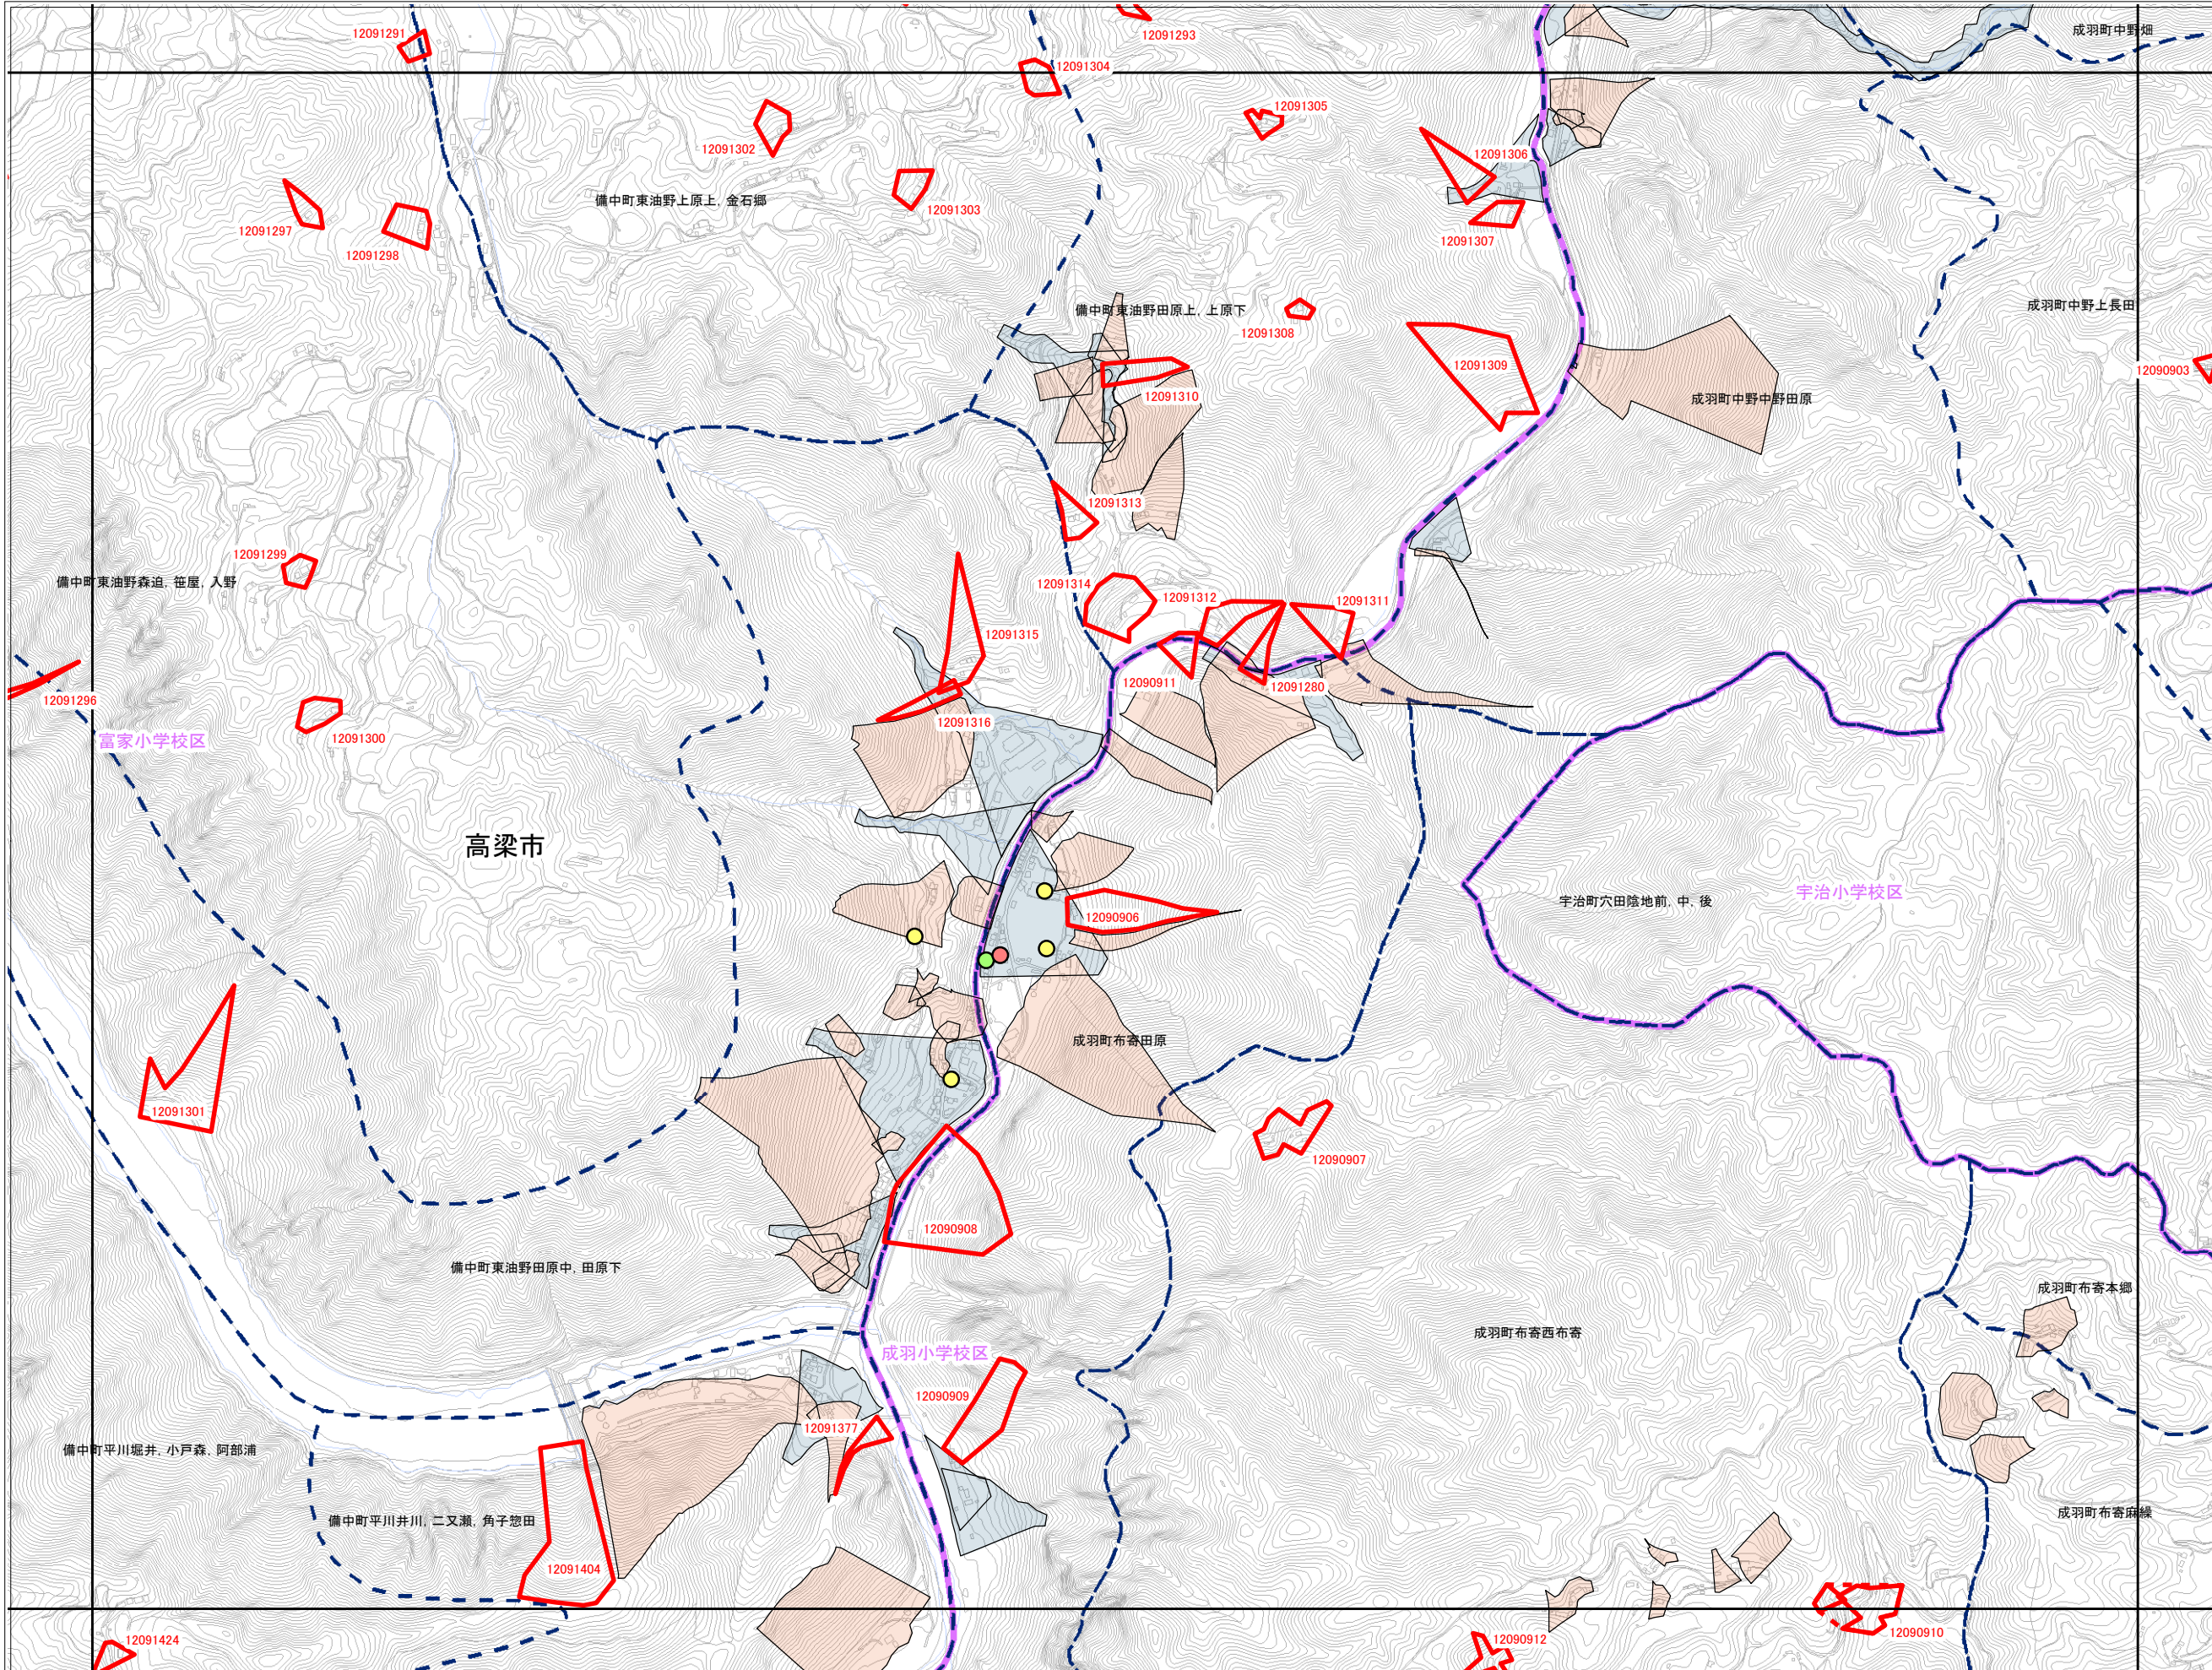 12091291
12091293
成羽町中野畑
12091304
12091305
12091302
12091306
備中町東油野上原上, 金石郷
12091303
12091297
12091298
12091307
備中町東油野田原上, 上原下
成羽町中野上長田
12091308
12091309
12090903
12091310
成羽町中野中野田原
12091313
12091299
備中町東油野森迫, 笹屋, 入野
12091314
12091312
12091311
12091315
12090911
12091280
12091296
12091316
12091300
富家小学校区
高梁市
宇治小学校区
宇治町穴田陰地前, 中, 後
12090906
成羽町布寄田原
12091301
12090907
12090908
備中町東油野田原中, 田原下
成羽町布寄本郷
成羽町布寄西布寄
成羽小学校区
12090909
12091377
備中町平川堀井, 小戸森, 阿部浦
備中町平川井川, 二又瀬, 角子惣田
成羽町布寄麻繰
12091404
12091424
12090912
12090910